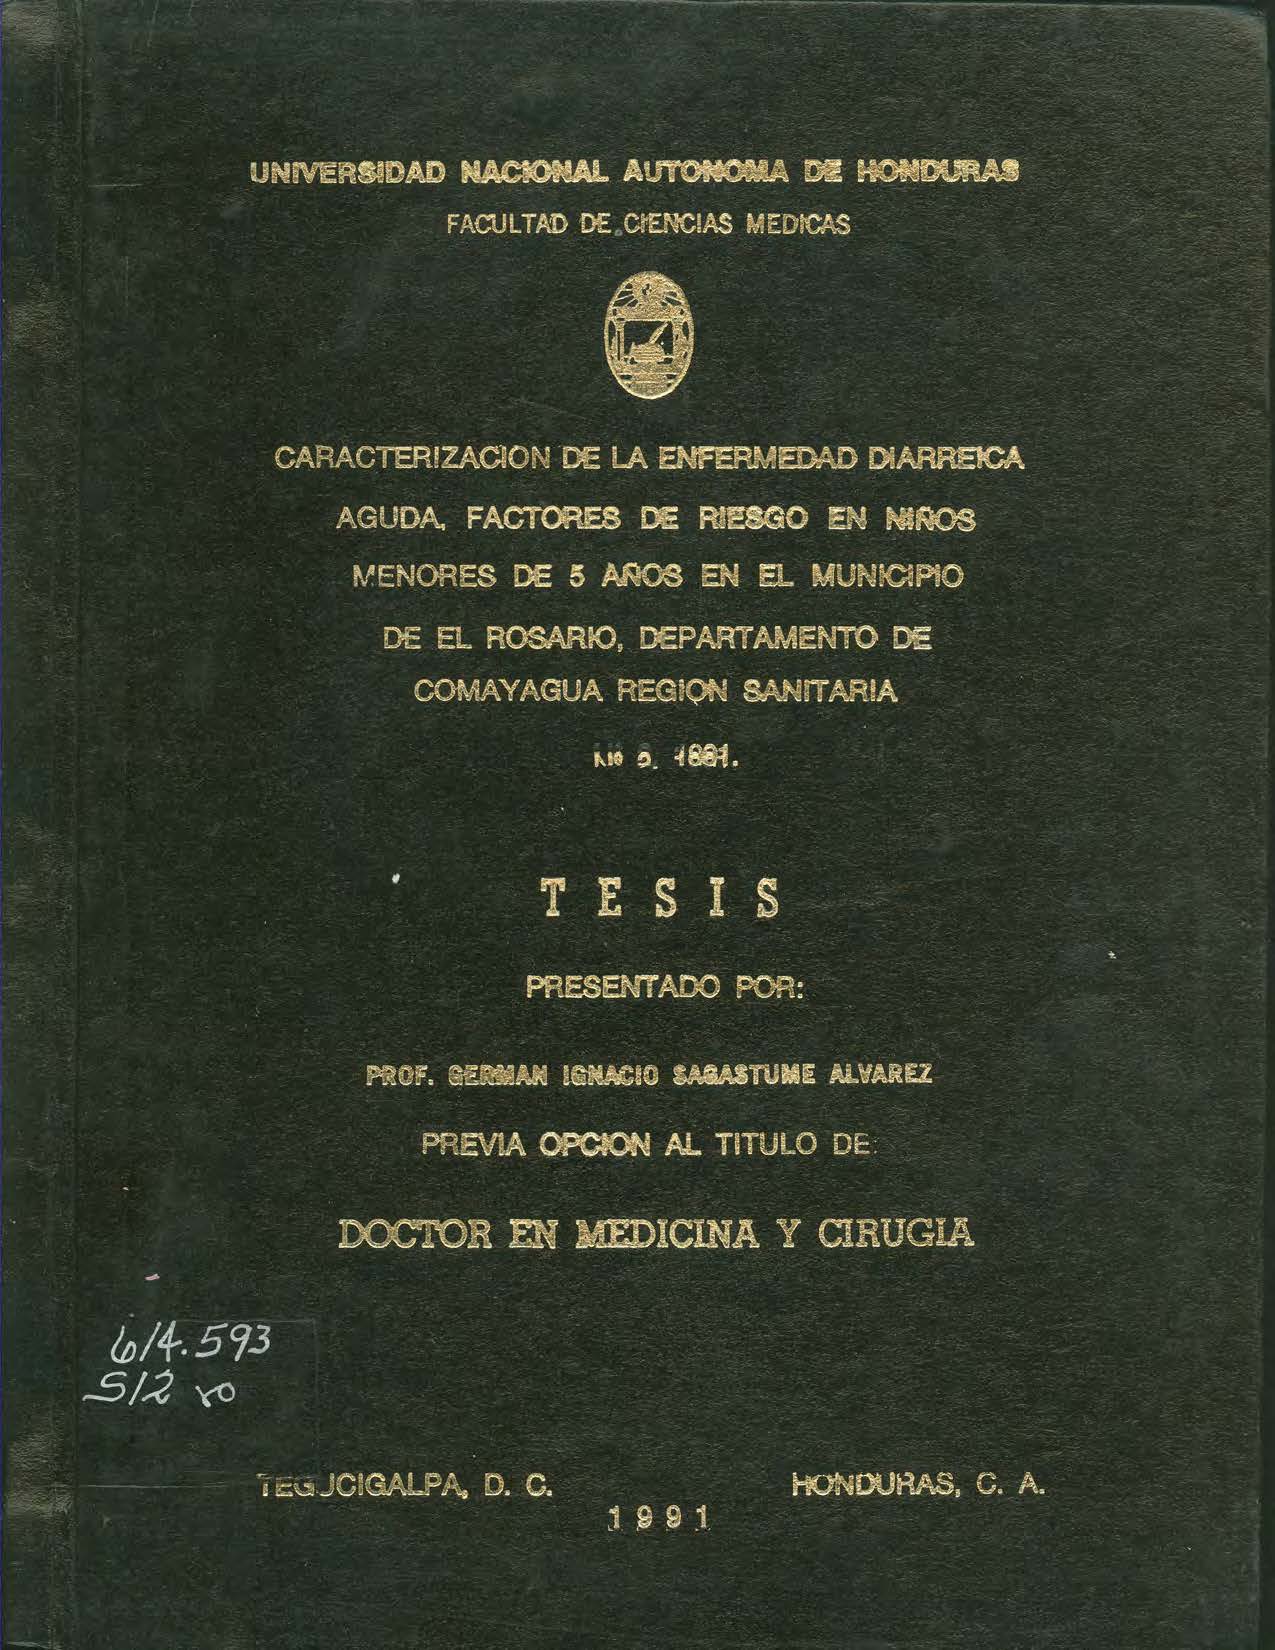 UNIVERSIDAD NACIONAL AUTONOMA DE HONDURAS
FACULTAD DE CIENCIAS MEDICAS
CARACTERIZACION DE LA ENFERMEDAD DIARREICA
AGUDA, FACTORES DE RIESGO EN NIÑOS
MENORES DE 5 AÑOS EN EL MUNICIPIO
DE EL ROSARIO, DEPARTAMENTO DE
COMAYAGUA REGION SANITARIA
1991.
TESIS
PRESENTADO POR:
PROF. GERMAN IGNACIO SAGASTUME ALVAREZ
PREVIA OPCION AL TITULO DE:
DOCTOR EN MEDICINA Y CIRUGIA
614.593
S12
TEGUCIGALPA, D. C. HONDURAS, C. A.
1991